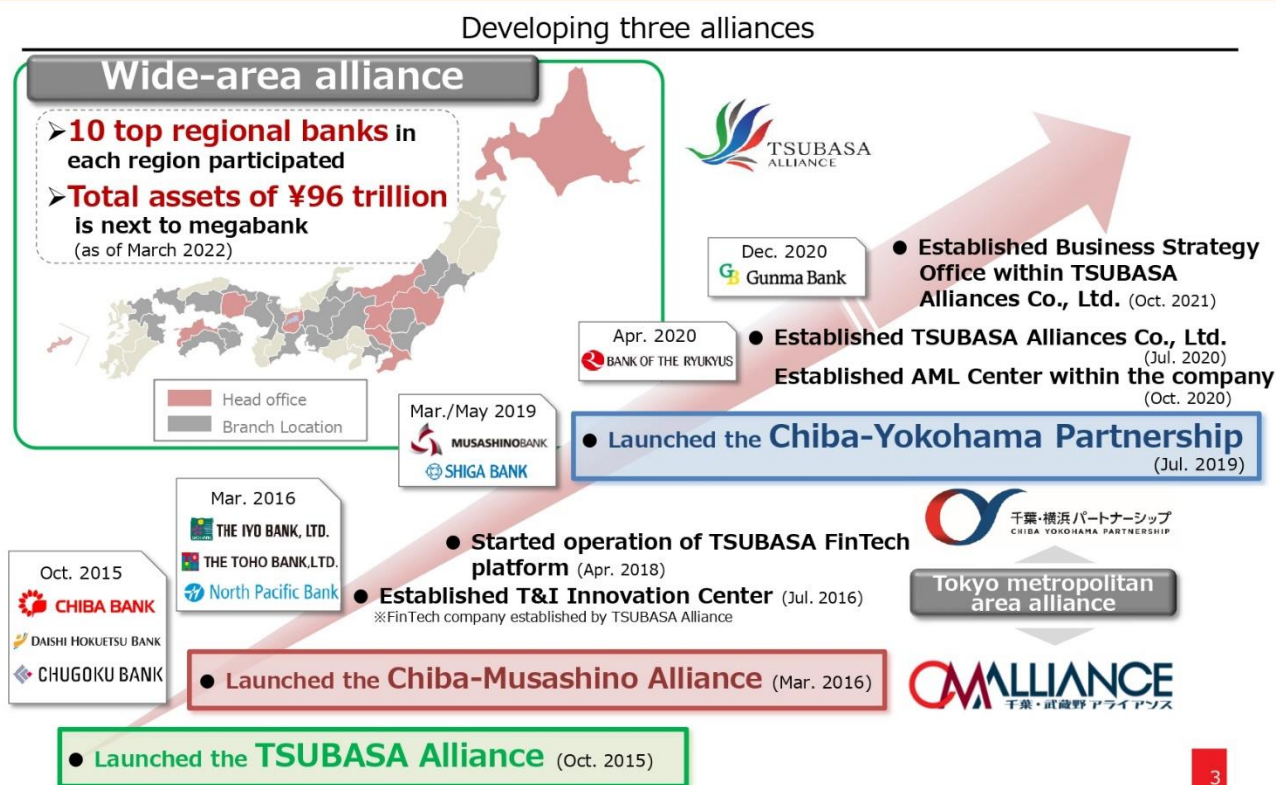 Developing three alliances
Wide-area alliance
➢10 top regional banks in
each region participated
➢Total assets of ¥96 trillion
is next to megabank
(as of March 2022)
Head office
Branch Location
TSUBASA
ALLIANCE
Dec. 2020
GB Gunma Bank
● Established Business Strategy
Office within TSUBASA
Alliances Co., Ltd. (Oct. 2021)
Apr. 2020
BANK OF THE RYUKYUS
● Established TSUBASA Alliances Co., Ltd.
(Jul. 2020)
Established AML Center within the company
(Oct. 2020)
Mar./May 2019
MUSASHINOBANK
SHIGA BANK
● Launched the Chiba-Yokohama Partnership
(Jul. 2019)
Mar. 2016
THE IYO BANK, LTD.
THE TOHO BANK,LTD.
North Pacific Bank
● Started operation of TSUBASA FinTech
platform (Apr. 2018)
● Established T&I Innovation Center (Jul. 2016)
※FinTech company established by TSUBASA Alliance
千葉・横浜パートナーシップ
CHIBA YOKOHAMA PARTNERSHIP
Tokyo metropolitan
area alliance
Oct. 2015
CHIBA BANK
DAISHI HOKUETSU BANK
CHUGOKU BANK
● Launched the Chiba-Musashino Alliance (Mar. 2016)
CMALLIANCE
千葉・武蔵野アライアンス
● Launched the TSUBASA Alliance (Oct. 2015)
3